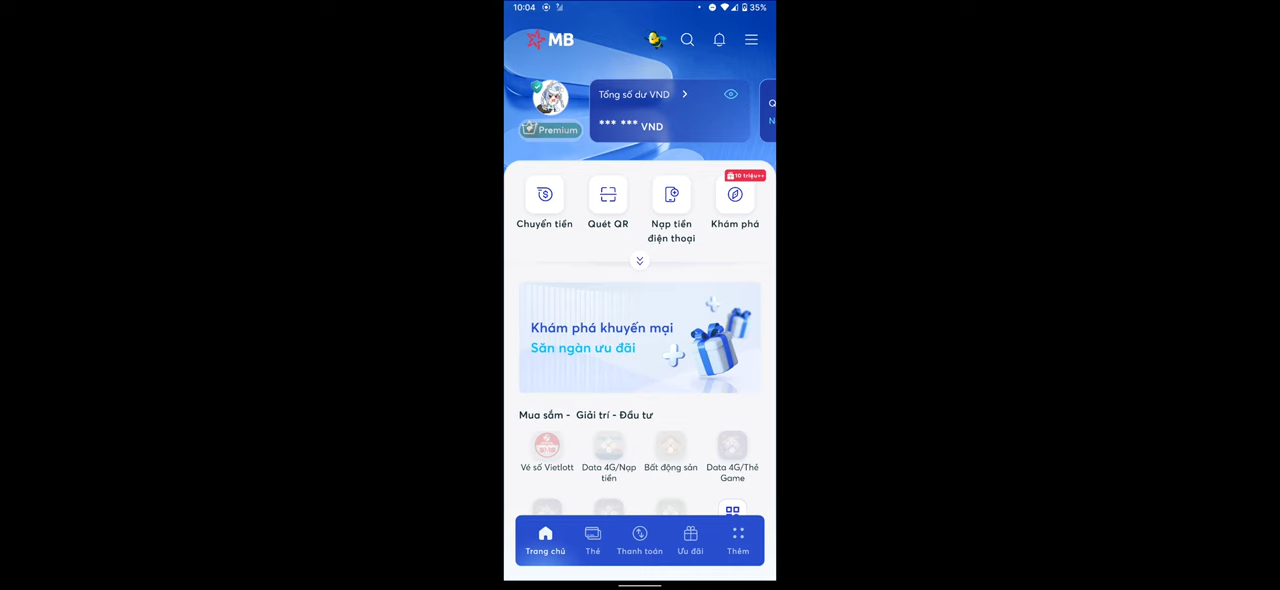 10:04
35%
MB
Tổng số dư VND
*** *** VND
Premium
10 triệu++
Chuyển tiền
Quét QR
Nạp tiền
điện thoại
Khám phá
Khám phá khuyến mại
Săn ngàn ưu đãi
Mua sắm - Giải trí - Đầu tư
Vé số Vietlott
Data 4G/Nạp
tiền
Bất động sản
Data 4G/Thẻ
Game
Trang chủ
Thẻ
Thanh toán
Ưu đãi
Thêm